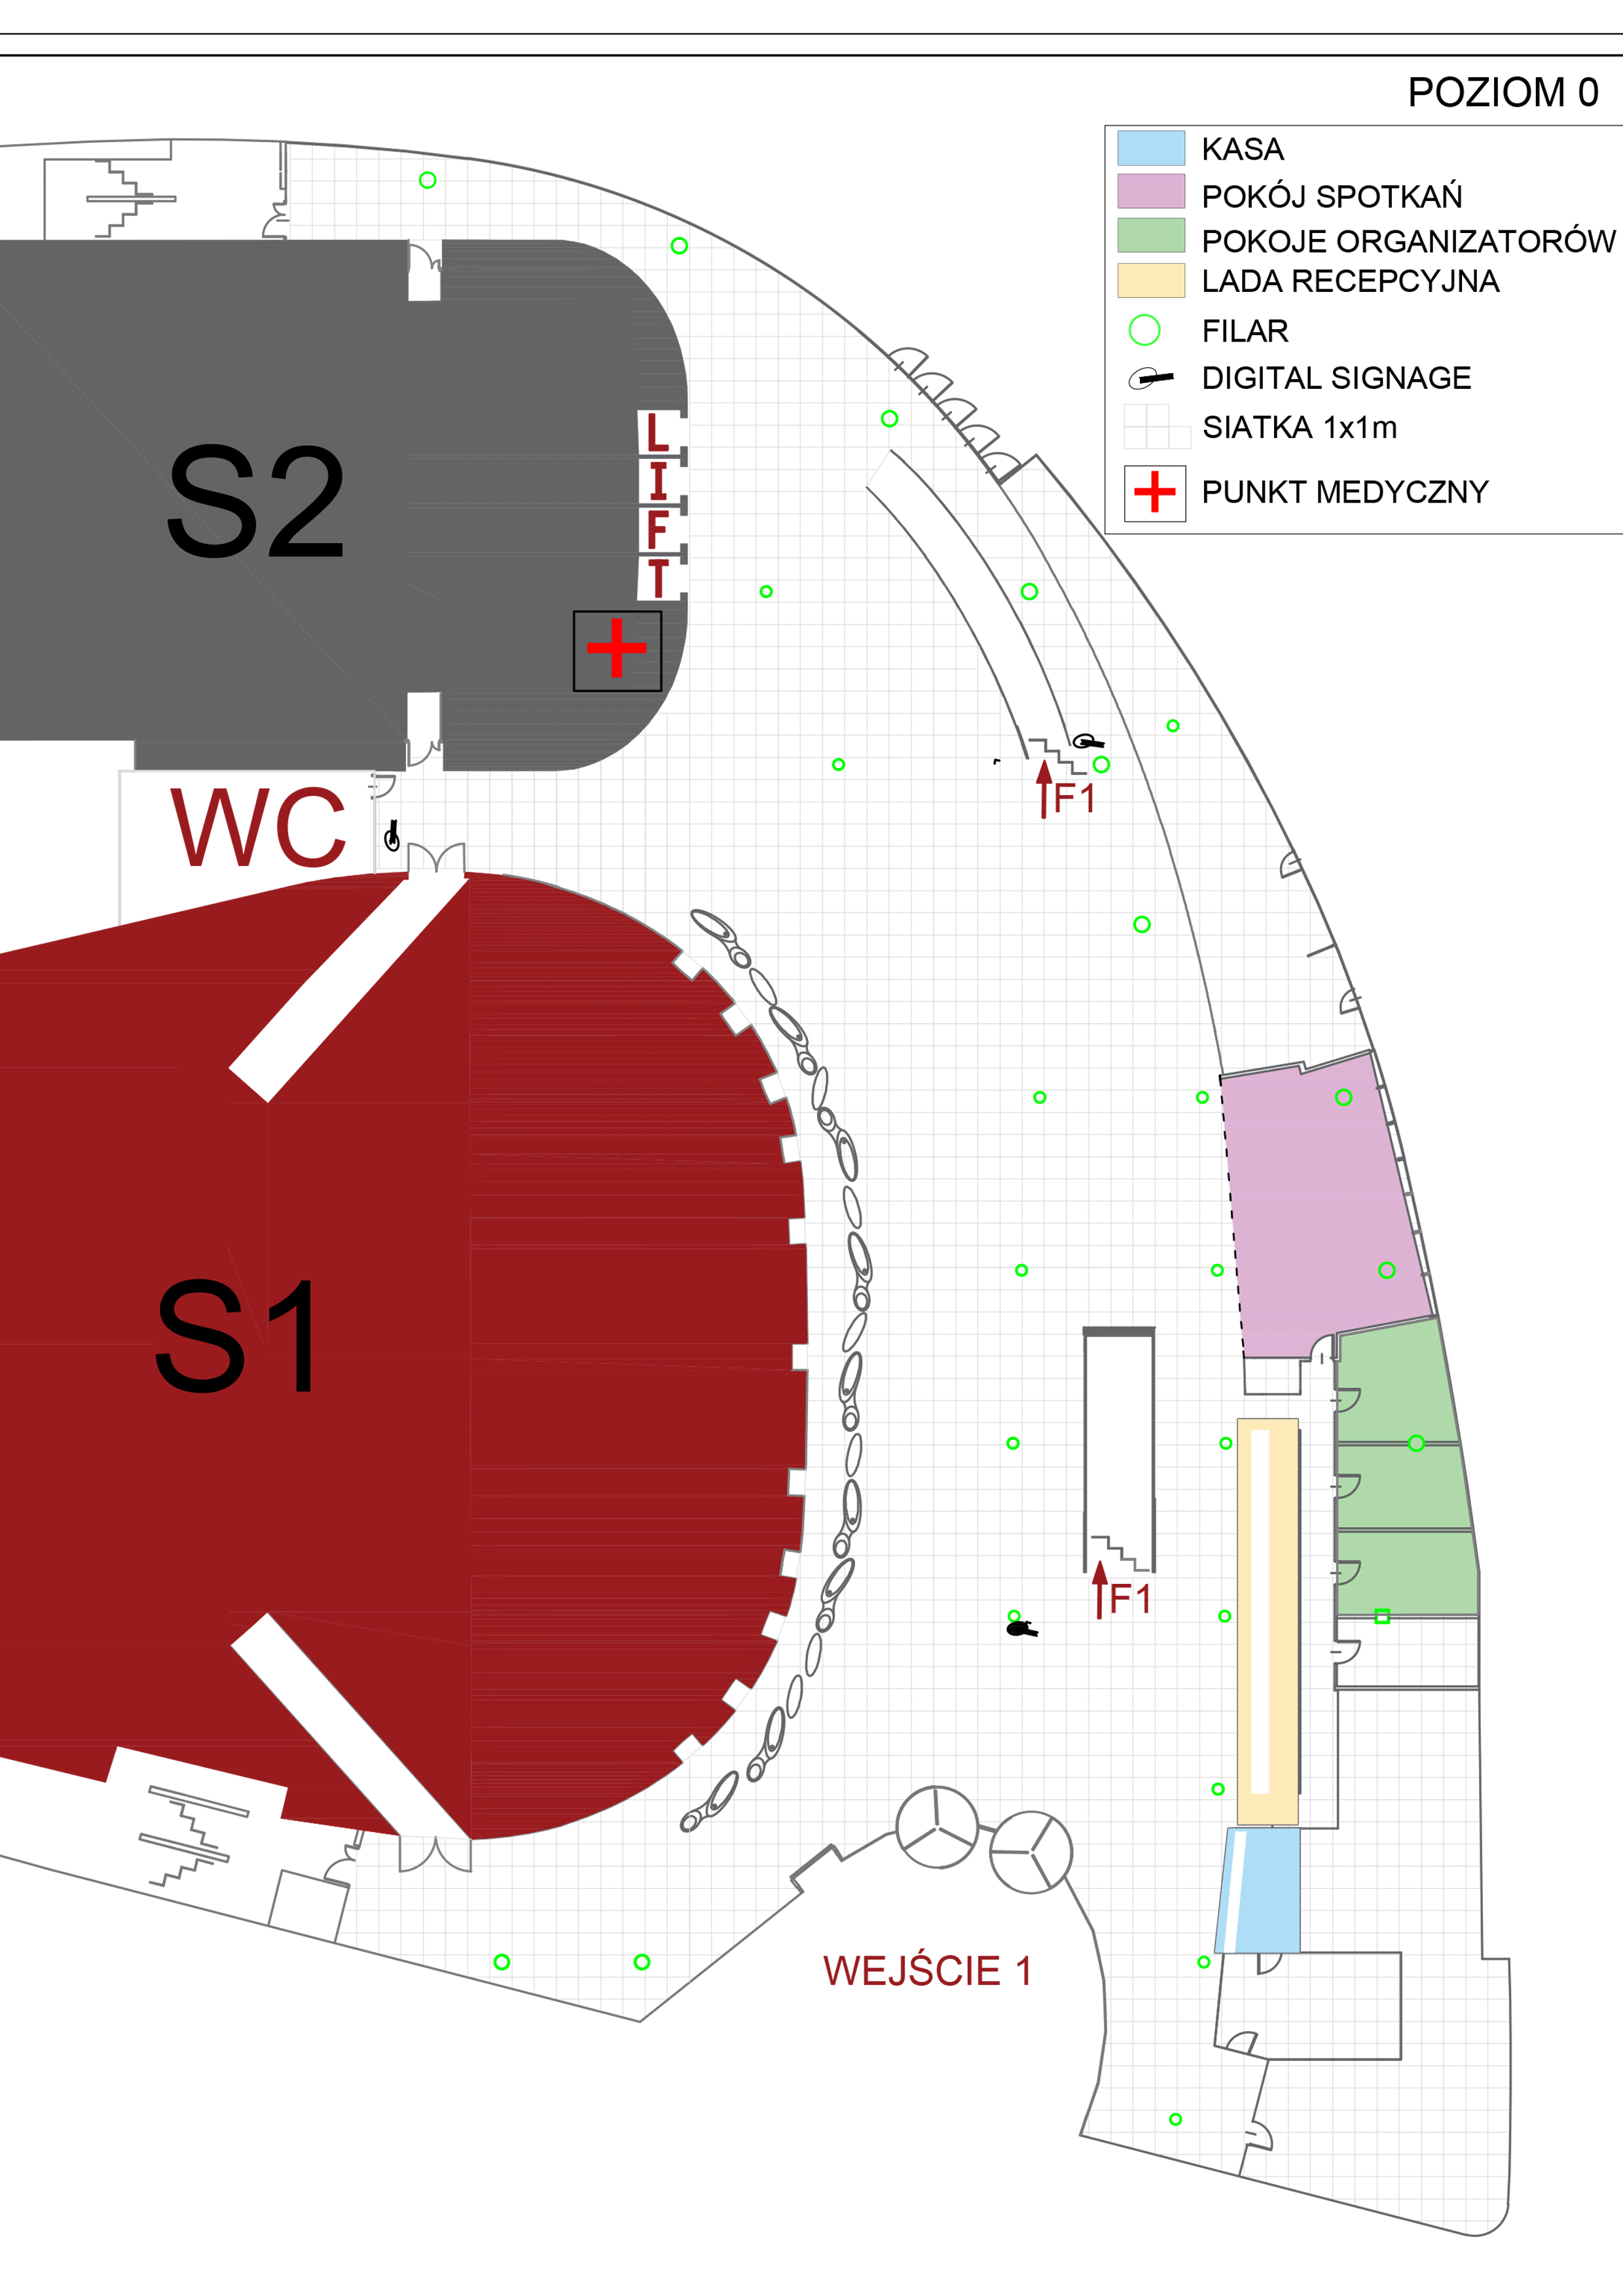 POZIOM 0
KASA
POKÓJ SPOTKAŃ
POKOJE ORGANIZATORÓW
LADA RECEPCYJNA
FILAR
DIGITAL SIGNAGE
SIATKA 1x1m
PUNKT MEDYCZNY
S2
L
I
F
T
F1
WC
S1
F1
WEJŚCIE 1